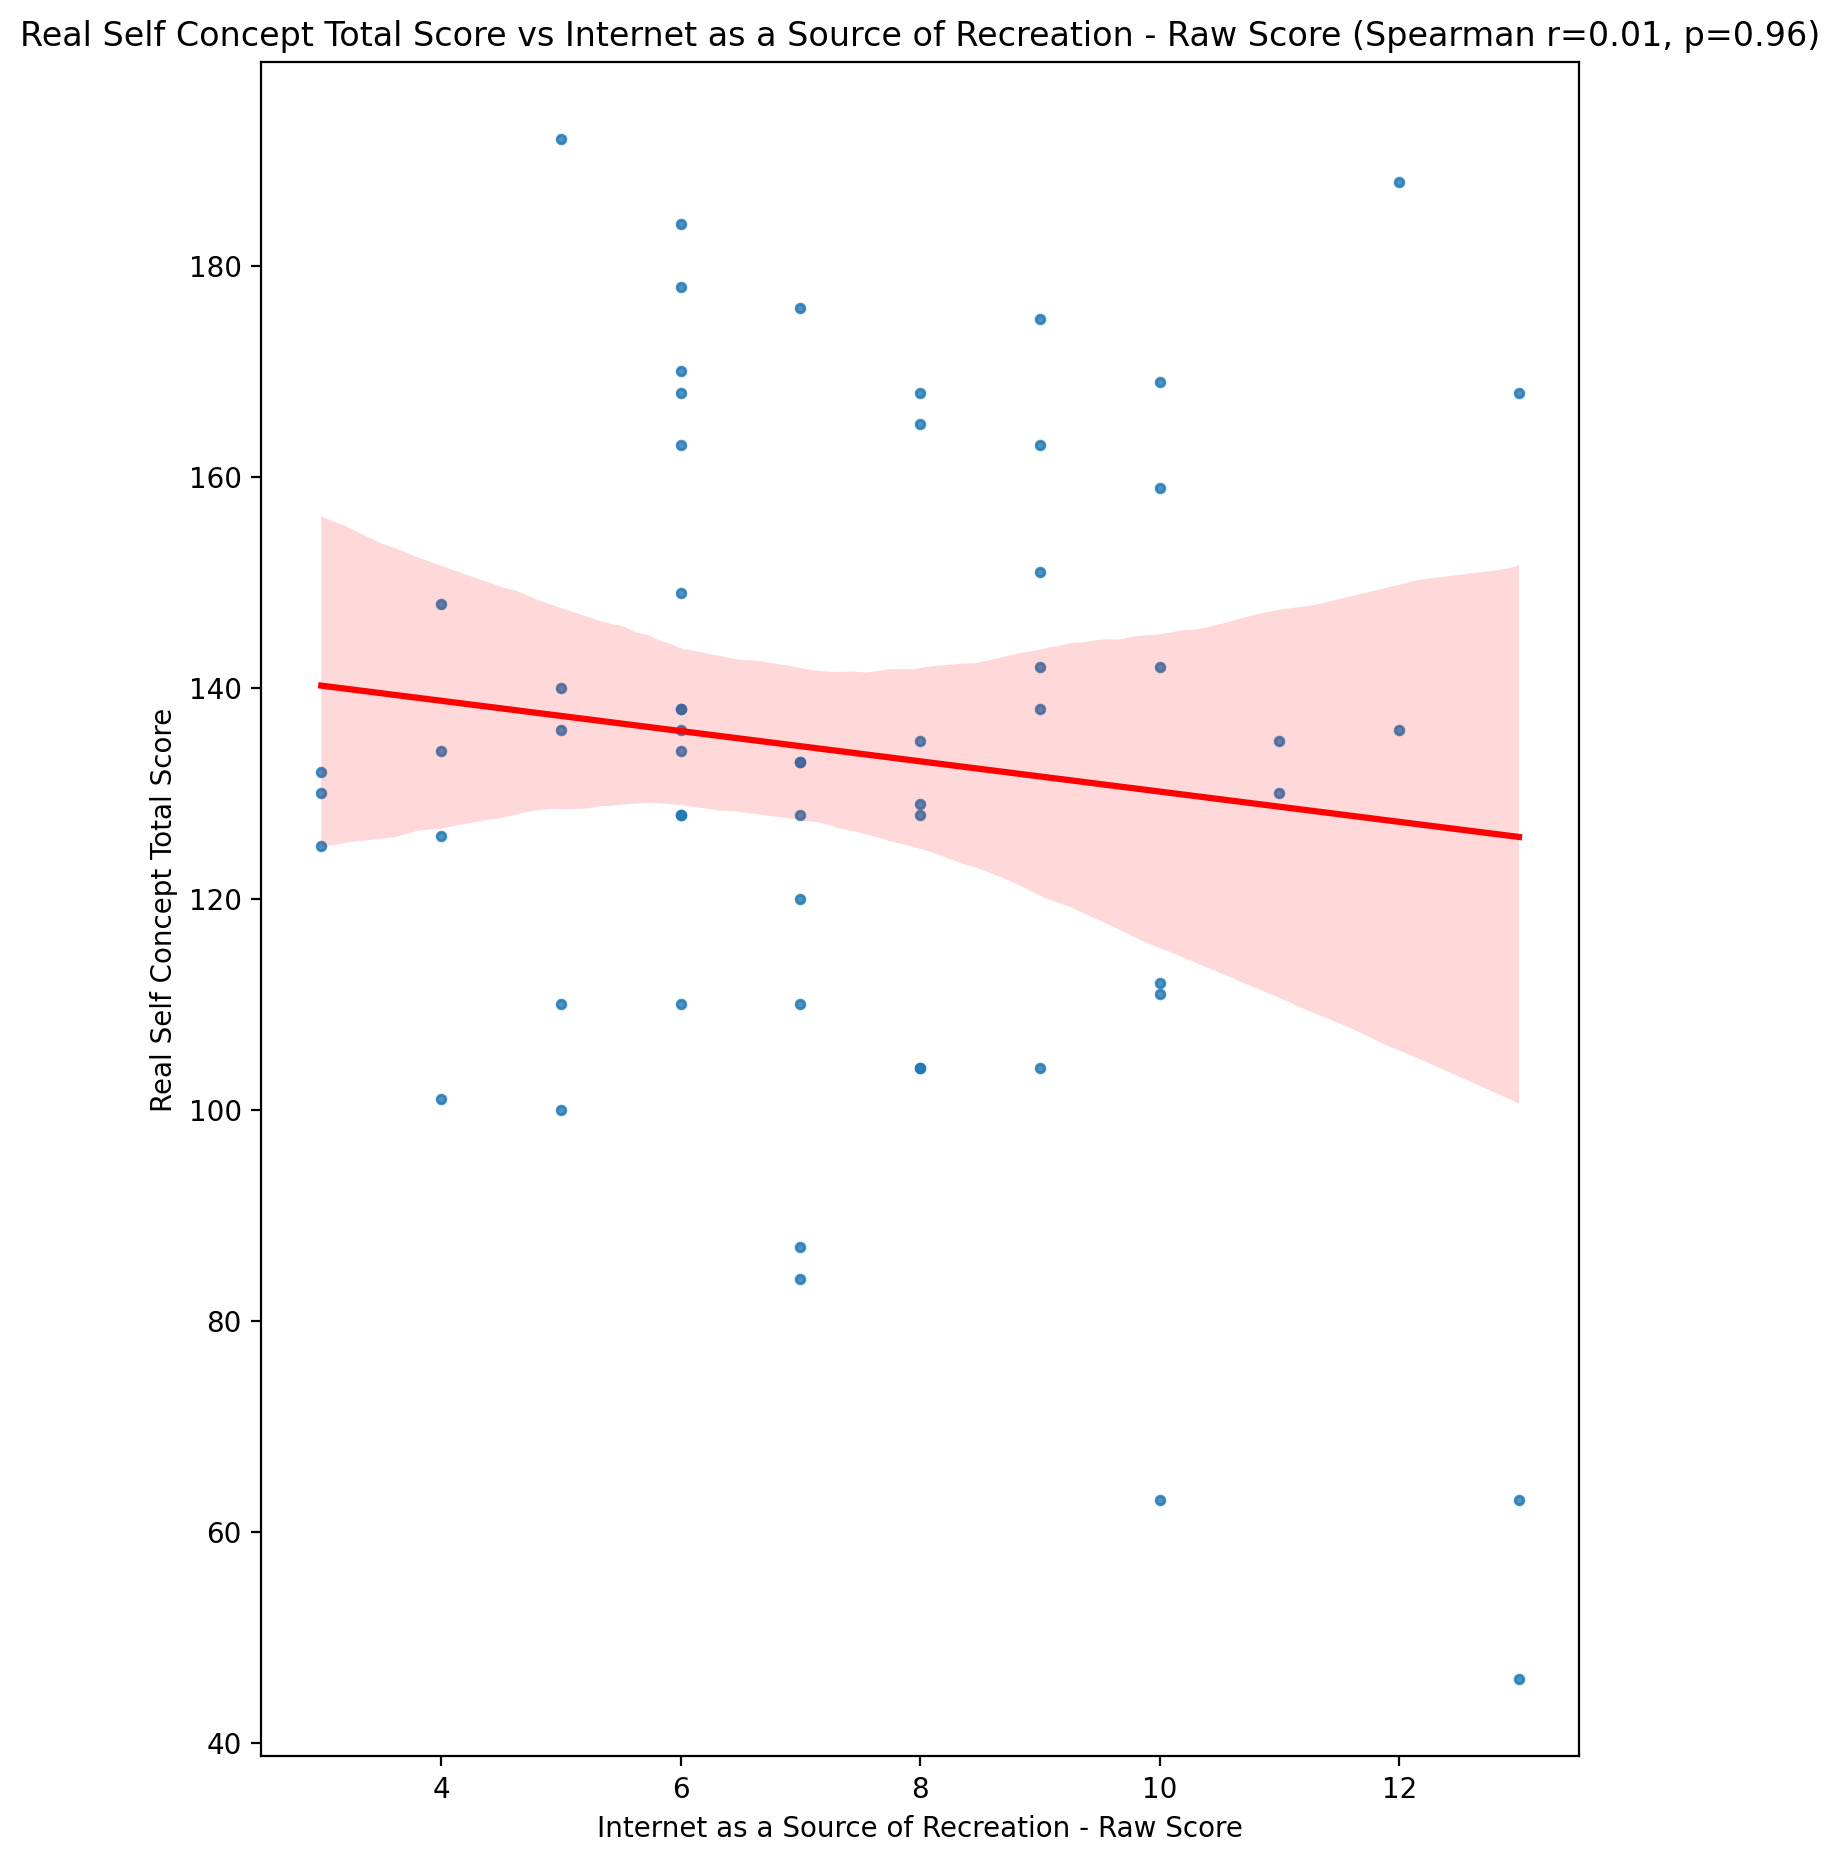 Real Self Concept Total Score vs Internet as a Source of Recreation - Raw Score (Spearman r=0.01, p=0.96)
180
160
140
120
100
80
60
40
Real Self Concept Total Score
4 6 8 10 12
Internet as a Source of Recreation - Raw Score